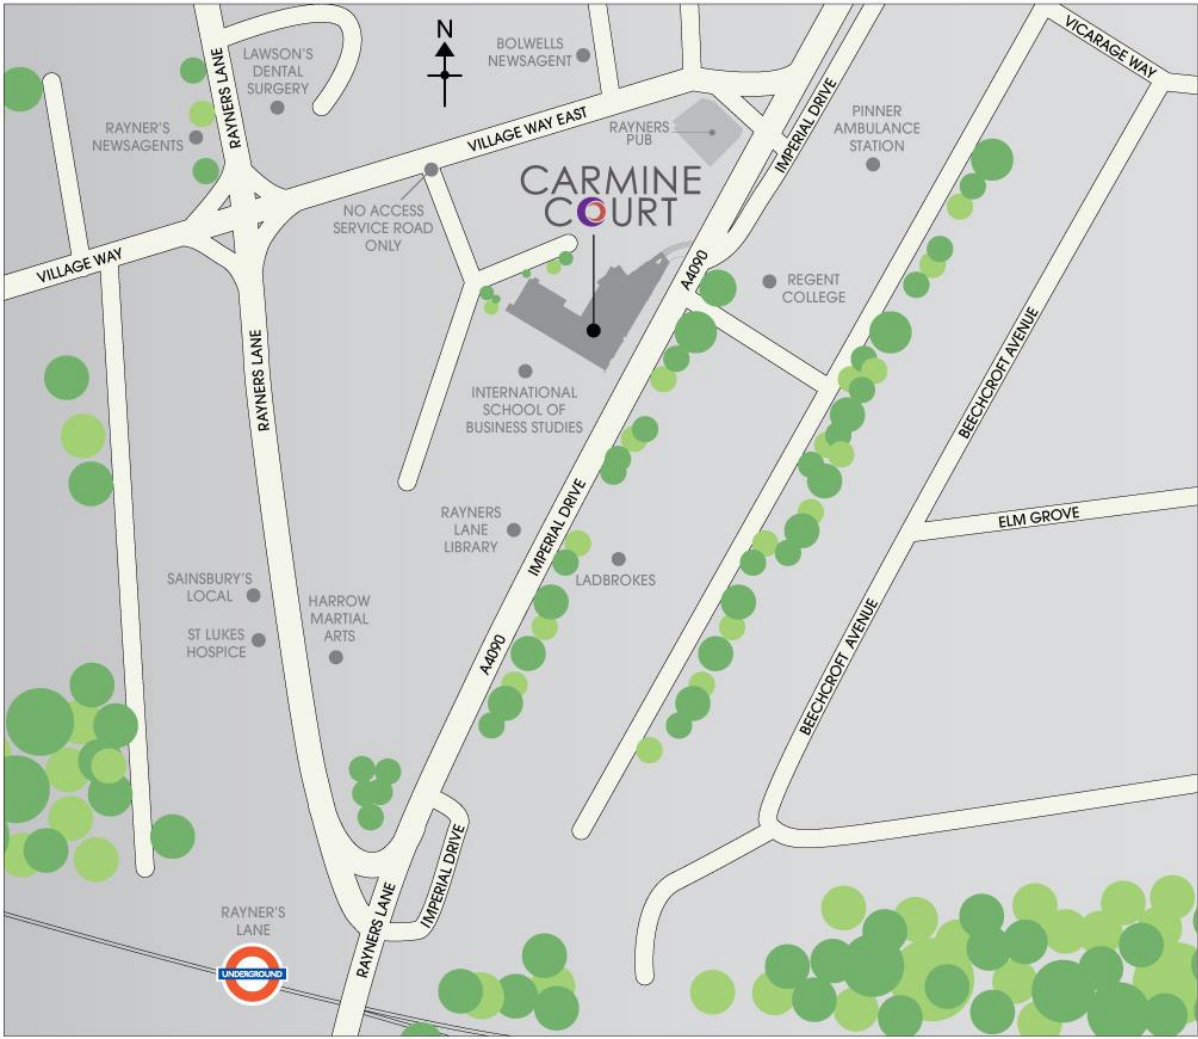 N
BOLWELLS
NEWSAGENT
VICARAGE WAY
LAWSON'S
DENTAL
SURGERY
RAYNERS LANE
RAYNER'S
NEWSAGENTS
VILLAGE WAY EAST
RAYNERS
PUB
IMPERIAL DRIVE
PINNER
AMBULANCE
STATION
CARMINE
COURT
NO ACCESS
SERVICE ROAD
ONLY
VILLAGE WAY
A4090
REGENT
COLLEGE
RAYNERS LANE
BEECHCROFT AVENUE
INTERNATIONAL
SCHOOL OF
BUSINESS STUDIES
RAYNERS
LANE
LIBRARY
IMPERIAL DRIVE
ELM GROVE
LADBROKES
SAINSBURY'S
LOCAL
HARROW
MARTIAL
ARTS
ST LUKES
HOSPICE
A4090
BEECHCROFT AVENUE
IMPERIAL DRIVE
RAYNERS LANE
RAYNER'S
LANE
UNDERGROUND